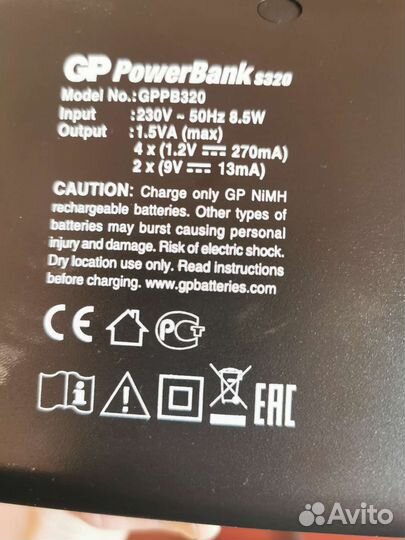 GP PowerBank S320
Model No.:GPPB320
Input :230V ~ 50Hz 8.5W
Output :1.5VA (max)
4 x (1.2V ⎓ 270mA)
2 x (9V ⎓ 13mA)
CAUTION: Charge only GP NiMH
rechargeable batteries. Other types of
batteries may burst causing personal
injury and damage. Risk of electric shock.
Dry location use only. Read instructions
before charging. www.gpbatteries.com
CE PCT
i ! EAC
Avito